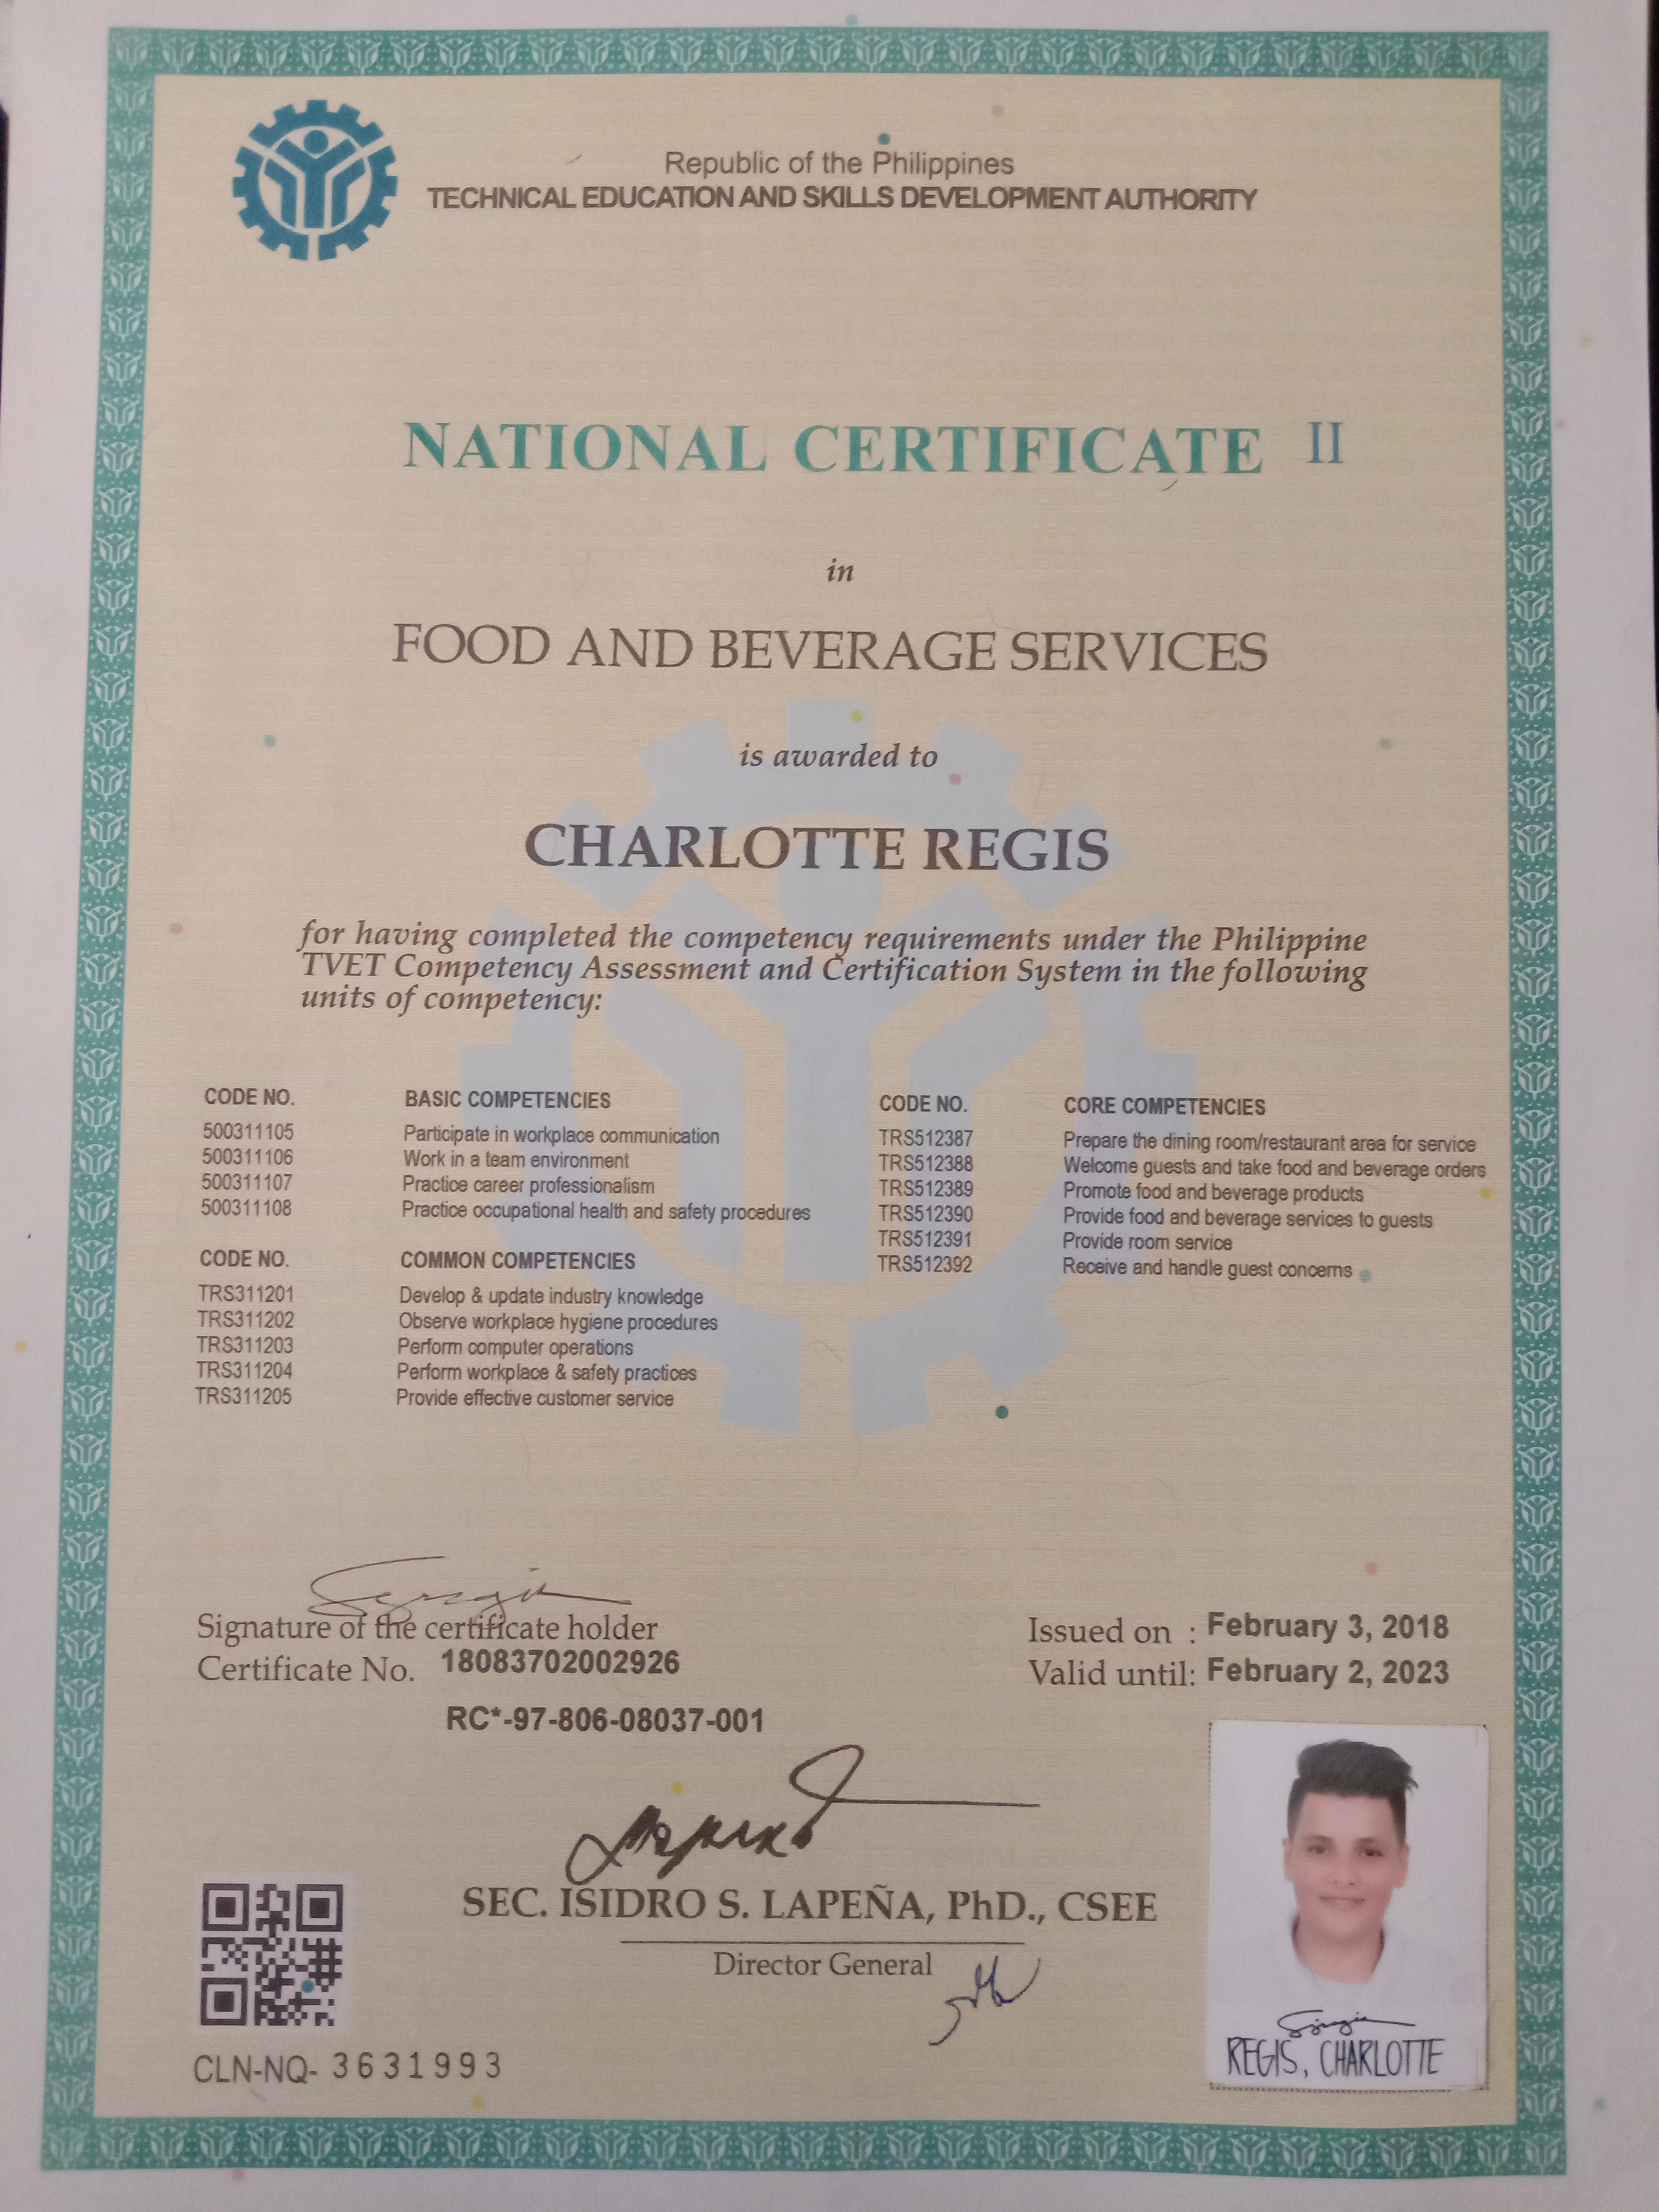 Republic of the Philippines
TECHNICAL EDUCATION AND SKILLS DEVELOPMENT AUTHORITY
NATIONAL CERTIFICATE II
in
FOOD AND BEVERAGE SERVICES
is awarded to
CHARLOTTE REGIS
for having completed the competency requirements under the Philippine
TVET Competency Assessment and Certification System in the following
units of competency:
CODE NO. BASIC COMPETENCIES
500311105 Participate in workplace communication
500311106 Work in a team environment
500311107 Practice career professionalism
500311108 Practice occupational health and safety procedures
CODE NO. COMMON COMPETENCIES
TRS311201 Develop & update industry knowledge
TRS311202 Observe workplace hygiene procedures
TRS311203 Perform computer operations
TRS311204 Perform workplace & safety practices
TRS311205 Provide effective customer service
CODE NO. CORE COMPETENCIES
TRS512387 Prepare the dining room/restaurant area for service
TRS512388 Welcome guests and take food and beverage orders
TRS512389 Promote food and beverage products
TRS512390 Provide food and beverage services to guests
TRS512391 Provide room service
TRS512392 Receive and handle guest concerns
Signature of the certificate holder
Certificate No. 18083702002926
RC*-97-806-08037-001
Issued on : February 3, 2018
Valid until: February 2, 2023
SEC. ISIDRO S. LAPEÑA, PhD., CSEE
Director General
CLN-NQ- 3631993
REGIS, CHARLOTTE